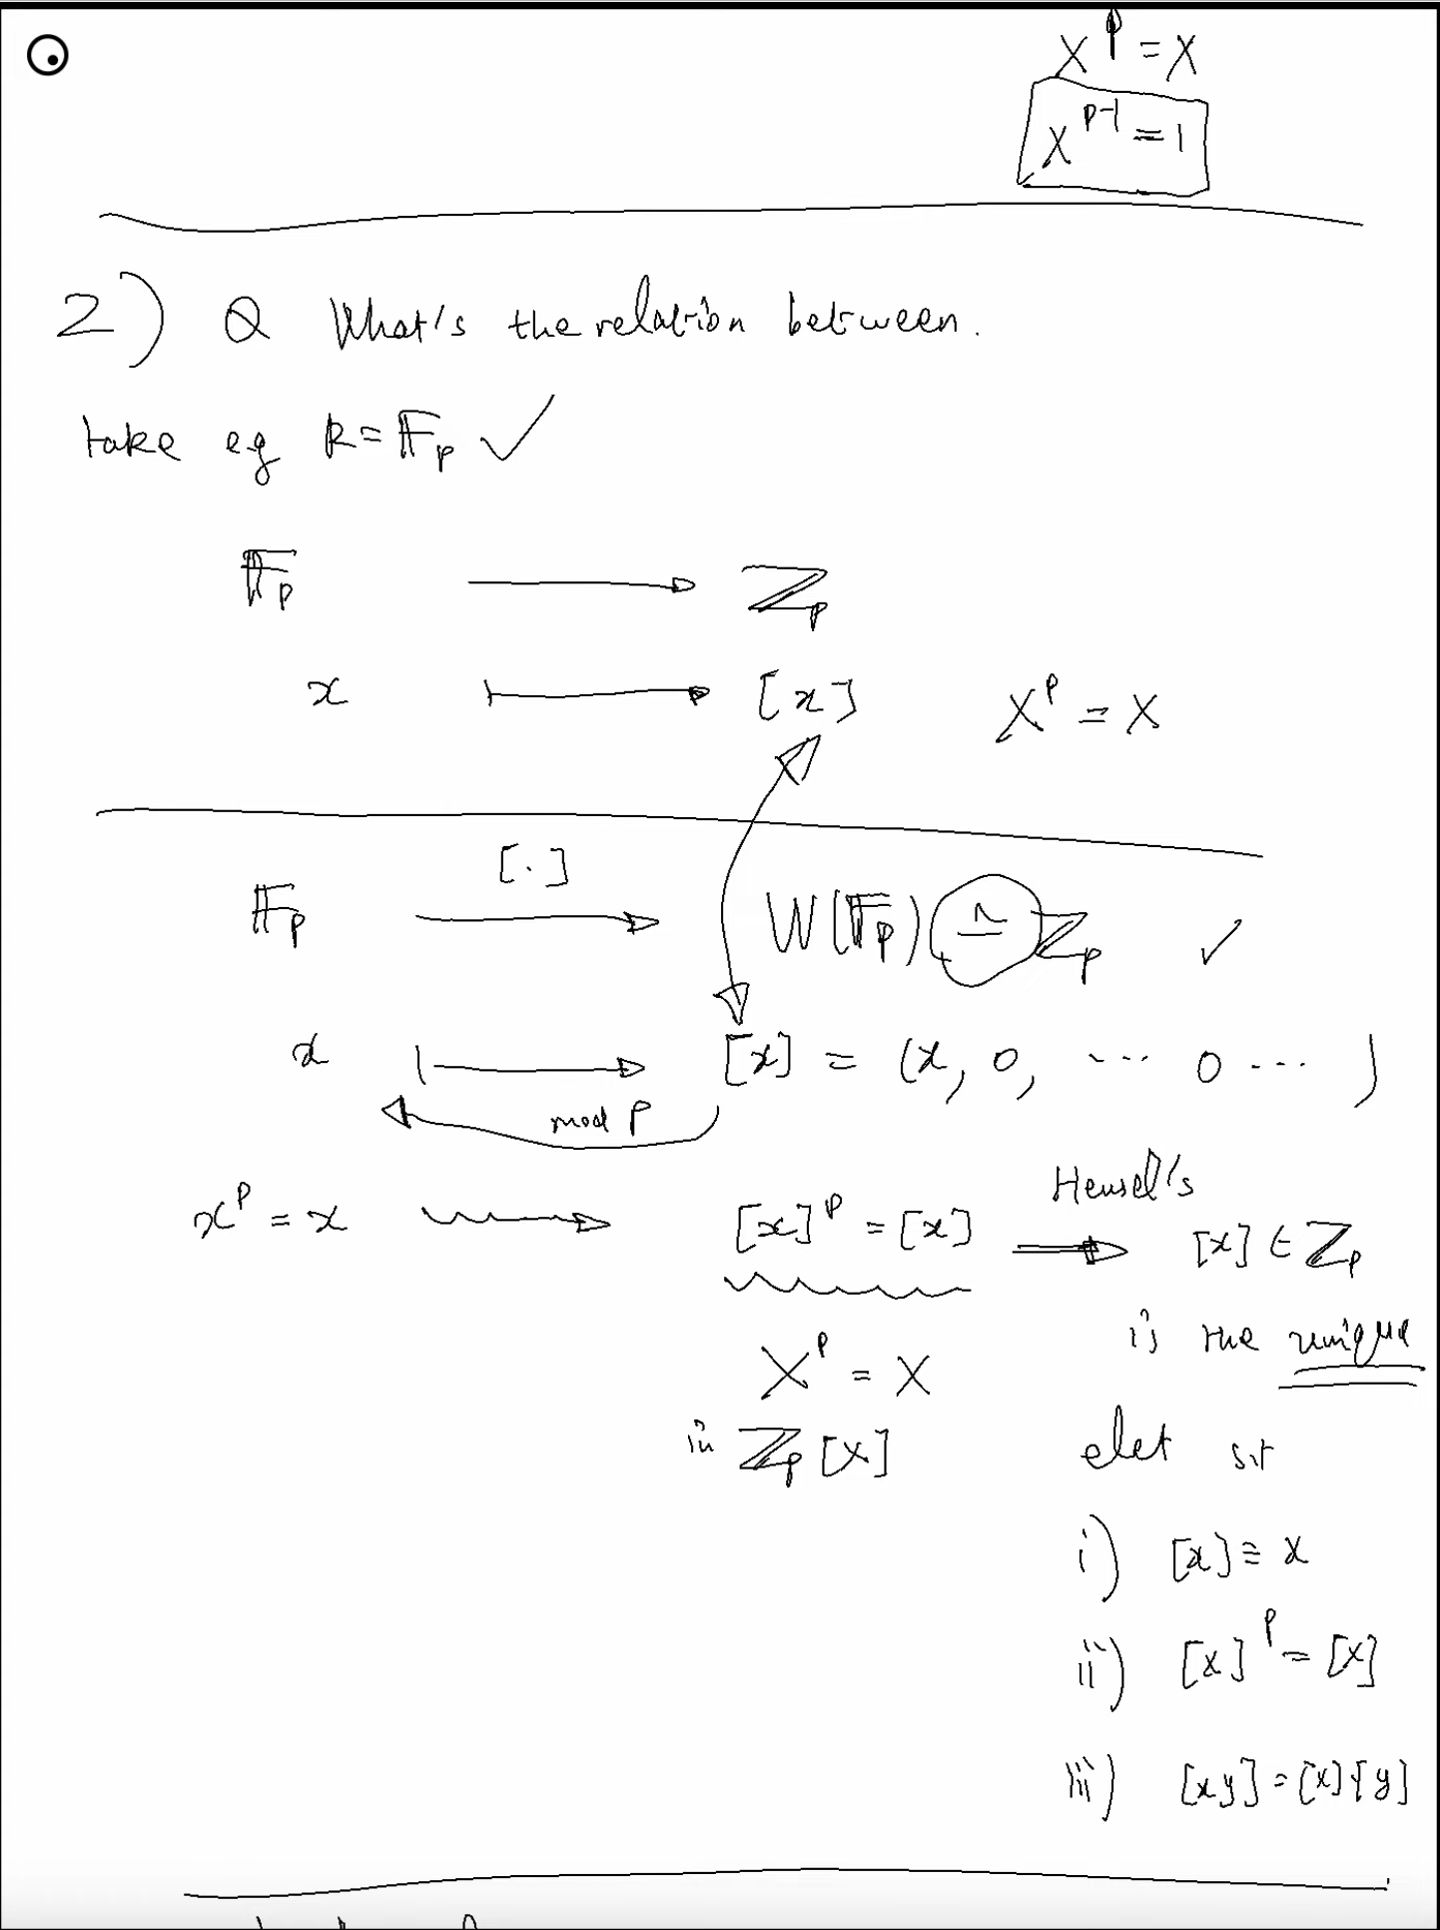 X^p = X
X^{p-1} = 1
2) Q What's the relation between.
take eg R = 𝔽_p ✓
𝔽_p ⟶ ℤ_p
x ⟼ [x] X^p = X
[·]
𝔽_p ⟶ W(𝔽_p) ≃ ℤ_p ✓
x ⟼ [x] = (x, 0, ... 0 ... )
mod p
x^p = x ⇝ [x]^p = [x] ⟹ Hensel's [x] ∈ ℤ_p
is the unique
X^p = X
in ℤ_p[X]
elet st
i) [x] ≡ x
ii) [x]^p = [x]
iii) [xy] = [x][y]